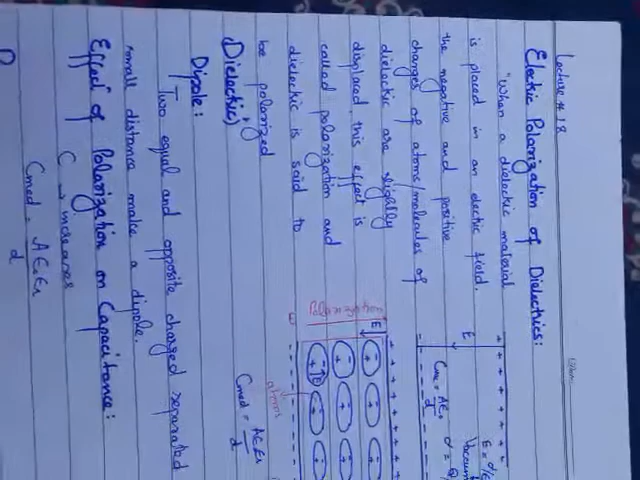 Lecture # 18
Electric Polarization of Dielectrics:
"When a dielectric material
is placed in an electric field.
the negative and positive
charges of atoms/molecules of
dielectric are slightly
displaced, this effect is
called polarization and
dielectric is said to
be polarized
(Dielectric)"
Dipole:
Two equal and opposite charged separated
small distance make a dipole.
Effect of Polarization on Capacitance:
C → increases
Cmed = Aε₀εr
d
E
d =
Polarization
E
atoms
Cmed = Aε₀εr
d